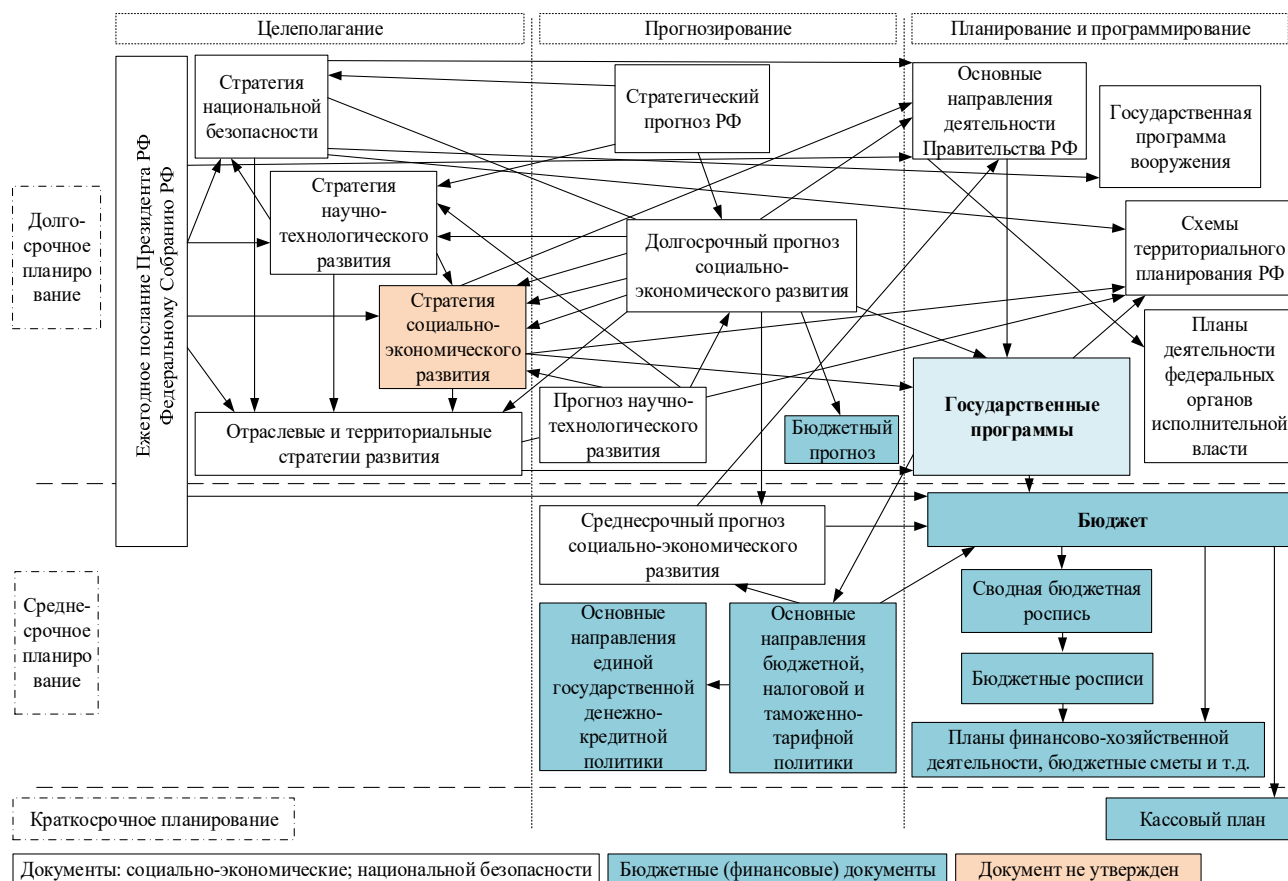 Целеполагание
Прогнозирование
Планирование и программирование
Долго-
срочное
планиро
вание
Средне-
срочное
планиро
вание
Краткосрочное планирование
Ежегодное послание Президента РФ
Федеральному Собранию РФ
Стратегия
национальной
безопасности
Стратегия
научно-
технологического
развития
Стратегия
социально-
экономического
развития
Отраслевые и территориальные
стратегии развития
Стратегический
прогноз РФ
Долгосрочный прогноз
социально-
экономического развития
Прогноз научно-
технологического
развития
Бюджетный
прогноз
Среднесрочный прогноз
социально-экономического
развития
Основные
направления
единой
государственной
денежно-
кредитной
политики
Основные
направления
бюджетной,
налоговой и
таможенно-
тарифной
политики
Основные
направления
деятельности
Правительства РФ
Государственная
программа
вооружения
Схемы
территориального
планирования РФ
Планы
деятельности
федеральных
органов
исполнительной
власти
Государственные
программы
Бюджет
Сводная бюджетная
роспись
Бюджетные росписи
Планы финансово-хозяйственной
деятельности, бюджетные сметы и т.д.
Кассовый план
Документы: социально-экономические; национальной безопасности
Бюджетные (финансовые) документы
Документ не утвержден